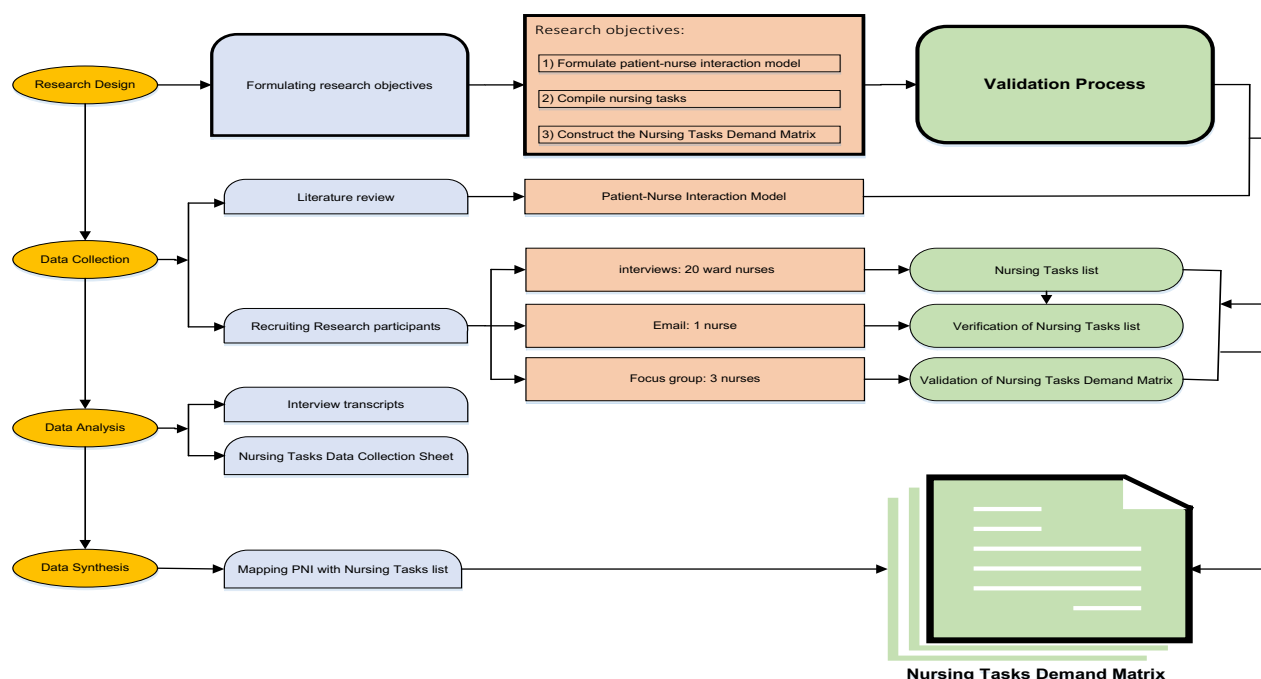 Research Design
Formulating research objectives
Research objectives:
1) Formulate patient-nurse interaction model
2) Compile nursing tasks
3) Construct the Nursing Tasks Demand Matrix
Validation Process
Literature review
Patient-Nurse Interaction Model
Data Collection
interviews: 20 ward nurses
Nursing Tasks list
Recruiting Research participants
Email: 1 nurse
Verification of Nursing Tasks list
Focus group: 3 nurses
Validation of Nursing Tasks Demand Matrix
Interview transcripts
Data Analysis
Nursing Tasks Data Collection Sheet
Data Synthesis
Mapping PNI with Nursing Tasks list
Nursing Tasks Demand Matrix